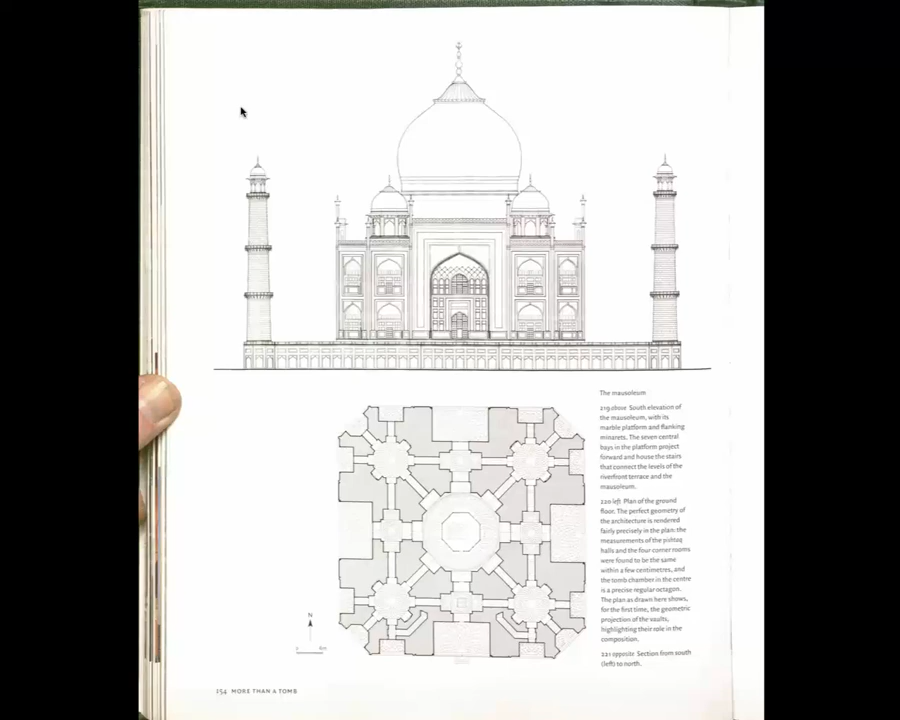 The mausoleum
219 above South elevation of
the mausoleum, with its
marble platform and flanking
minarets. The seven central
bays in the platform project
forward and house the stairs
that connect the levels of the
riverfront terrace and the
mausoleum.
220 left Plan of the ground
floor. The perfect geometry of
the architecture is rendered
fairly precisely in the plan: the
measurements of the pishtaq
halls and the four corner rooms
were found to be the same
within a few centimetres, and
the tomb chamber in the centre
is a precise regular octagon.
The plan as drawn here shows,
for the first time, the geometric
projection of the vaults,
highlighting their role in the
composition.
221 opposite Section from south
(left) to north.
N
154 MORE THAN A TOMB